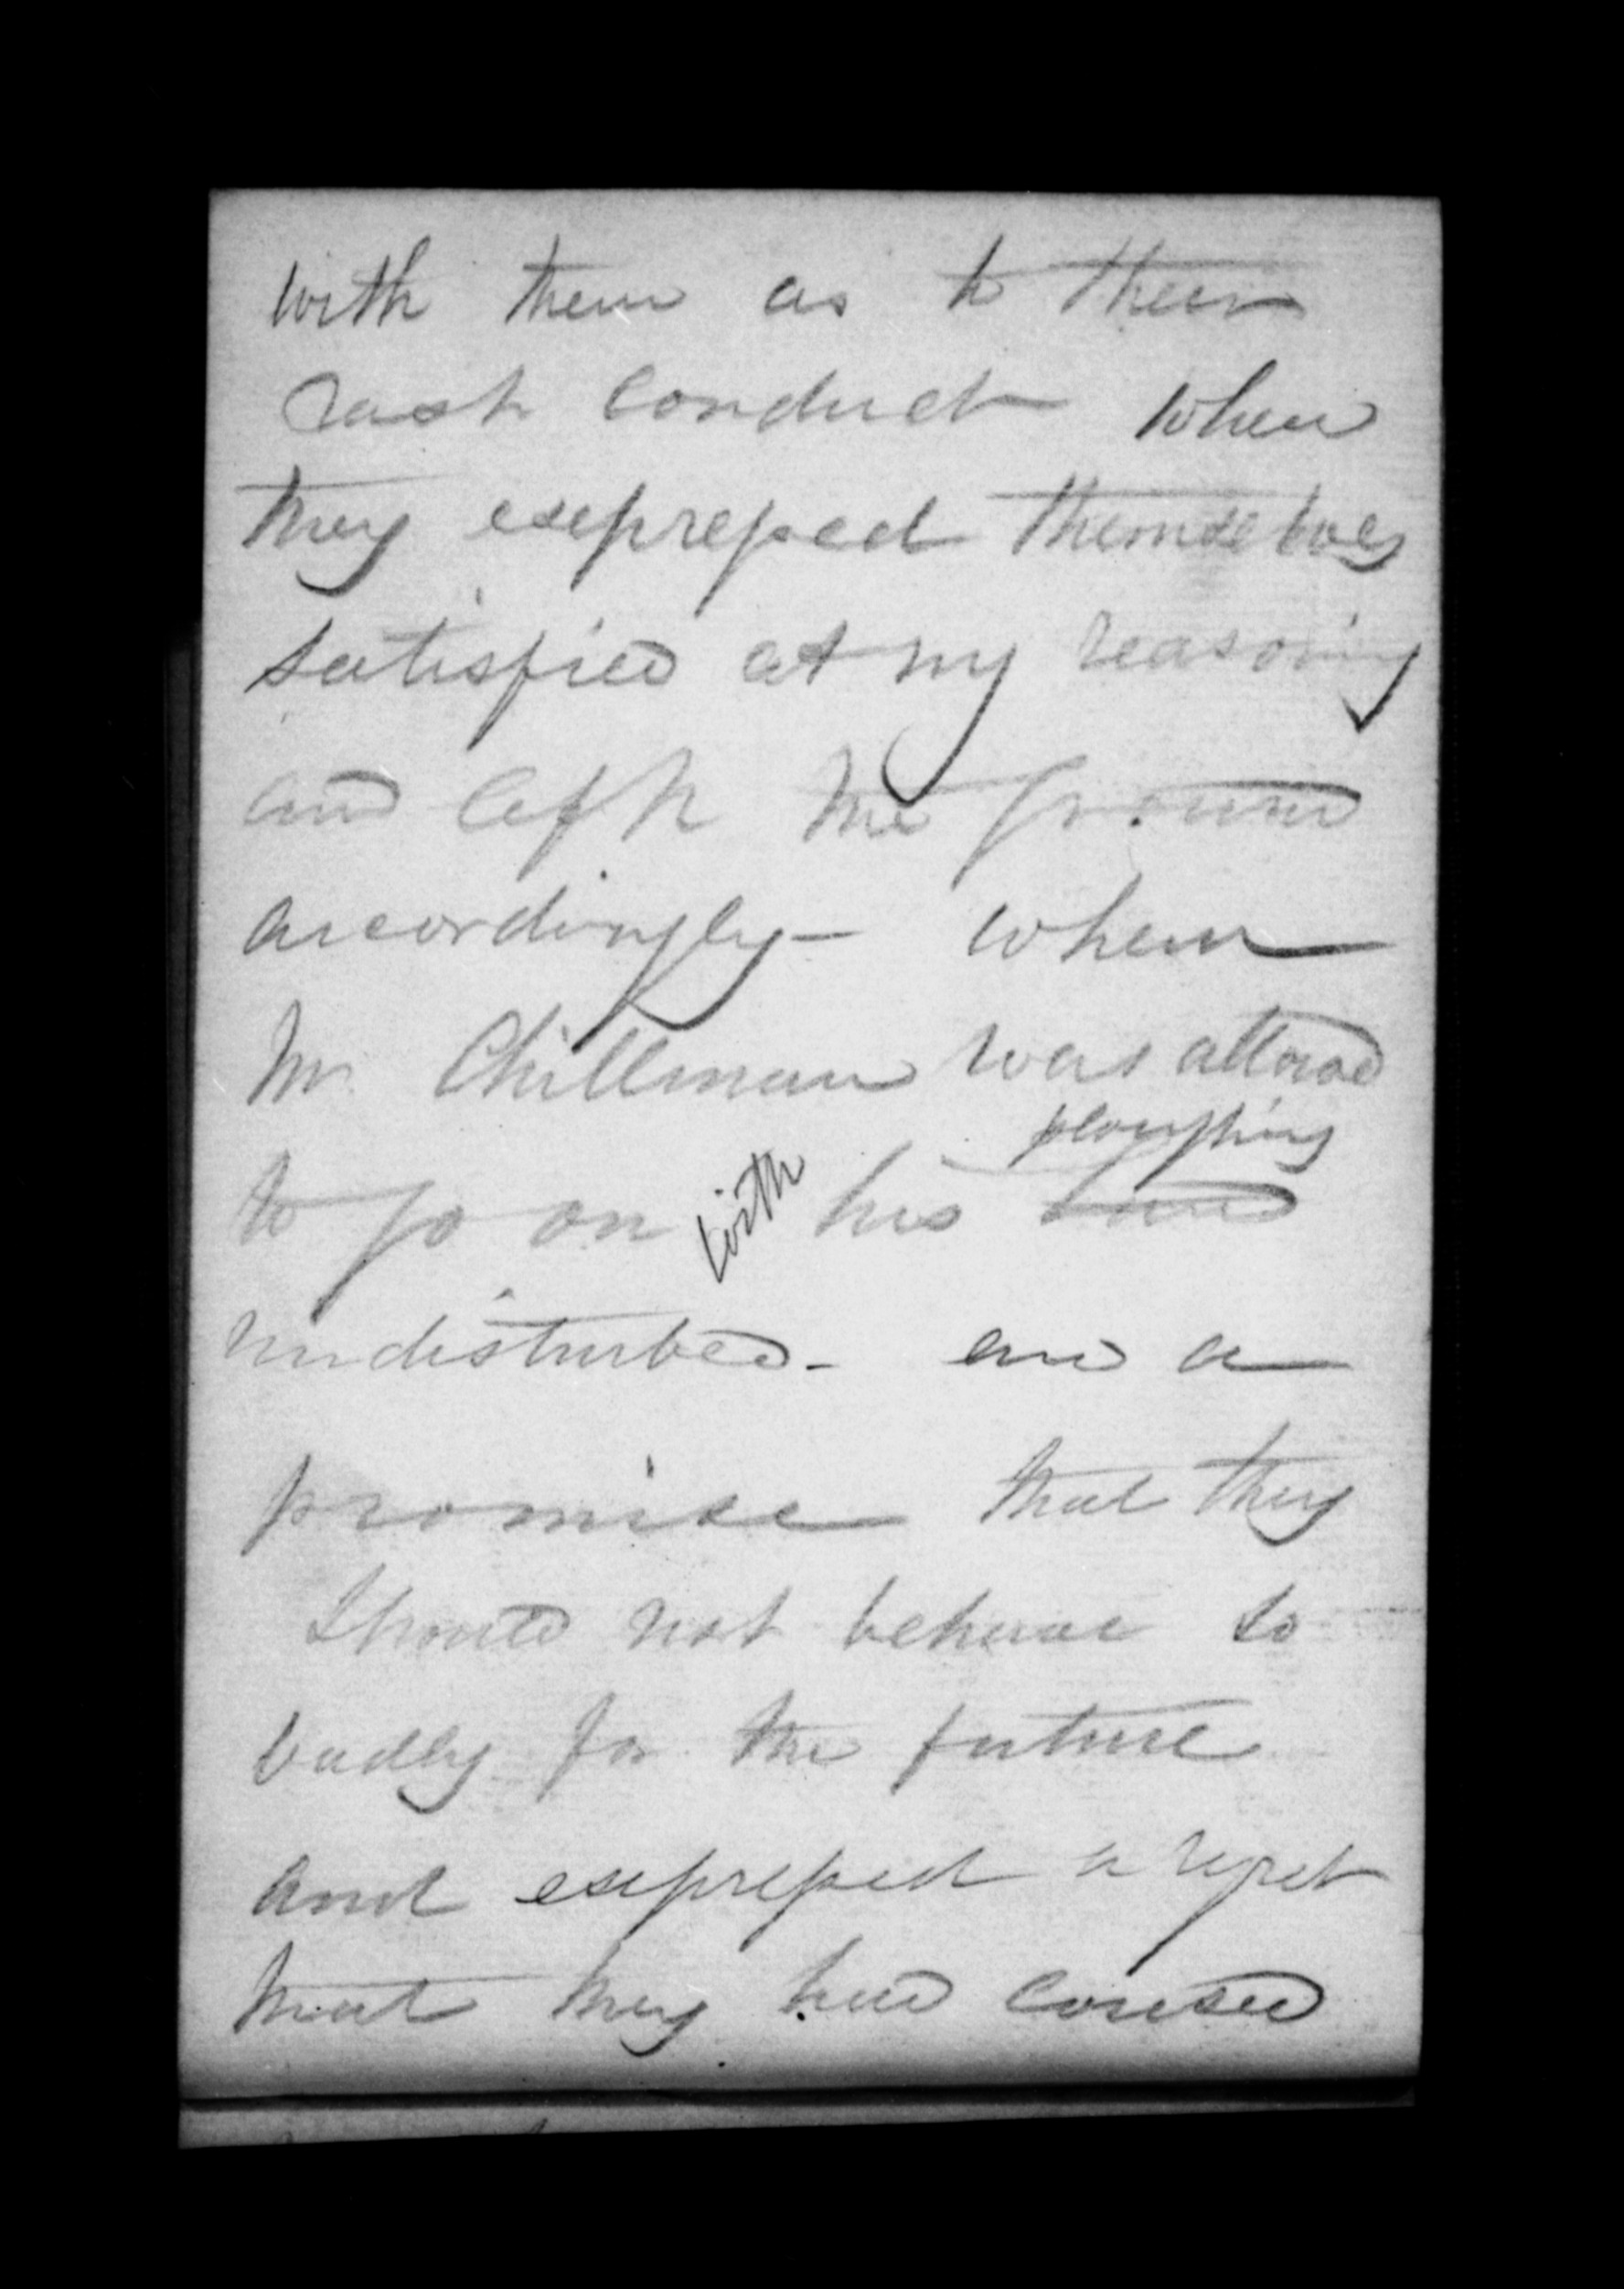 with them as to their
rash conduct when
they expressed themselves
satisfied at my reasoning
and left the ground
accordingly - when
Mr Chillman was allowed
ploughing
to go on with his
undisturbed - and a
promise that they
should not behave so
badly for the future
and expressed a regret
that they had caused